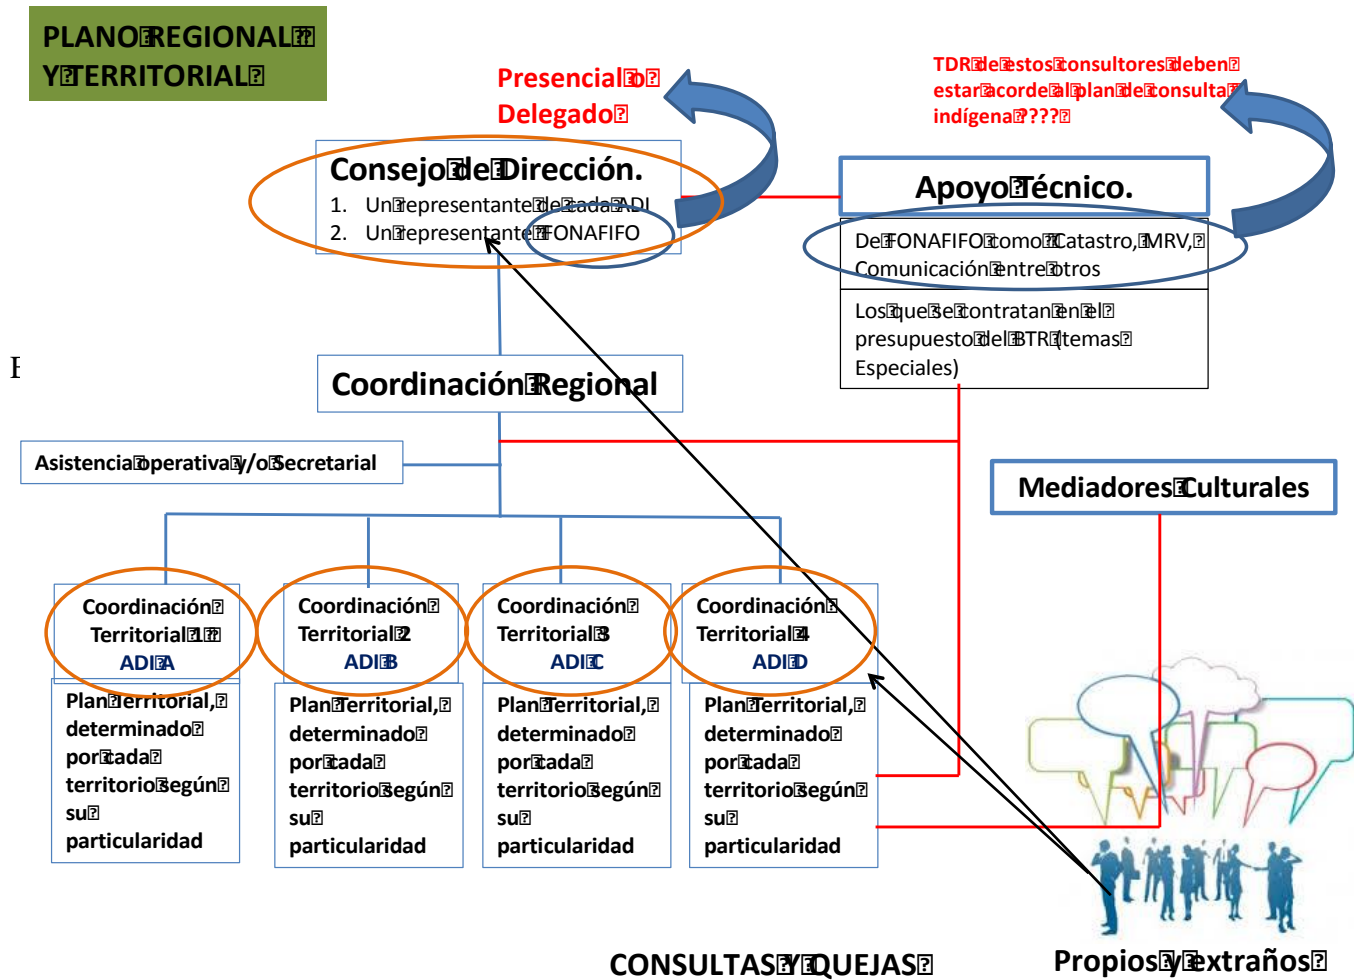 PLANO REGIONAL
Y TERRITORIAL
Presencial o
Delegado
TDR de estos consultores deben
estar acorde al plan de consulta
indígena ????
Consejo de Dirección.
1. Un representante de cada ADI
2. Un representante FONAFIFO
Apoyo Técnico.
De FONAFIFO como Catastro, MRV,
Comunicación entre otros
Los que se contratan en el
presupuesto del BTR (temas
Especiales)
Coordinación Regional
Asistencia operativa y/o Secretarial
Mediadores Culturales
Coordinación
Territorial 1
ADI A
Coordinación
Territorial 2
ADI B
Coordinación
Territorial 3
ADI C
Coordinación
Territorial 4
ADI D
Plan Territorial,
determinado
por cada
territorio según
su
particularidad
Plan Territorial,
determinado
por cada
territorio según
su
particularidad
Plan Territorial,
determinado
por cada
territorio según
su
particularidad
Plan Territorial,
determinado
por cada
territorio según
su
particularidad
CONSULTAS Y QUEJAS
Propios y extraños